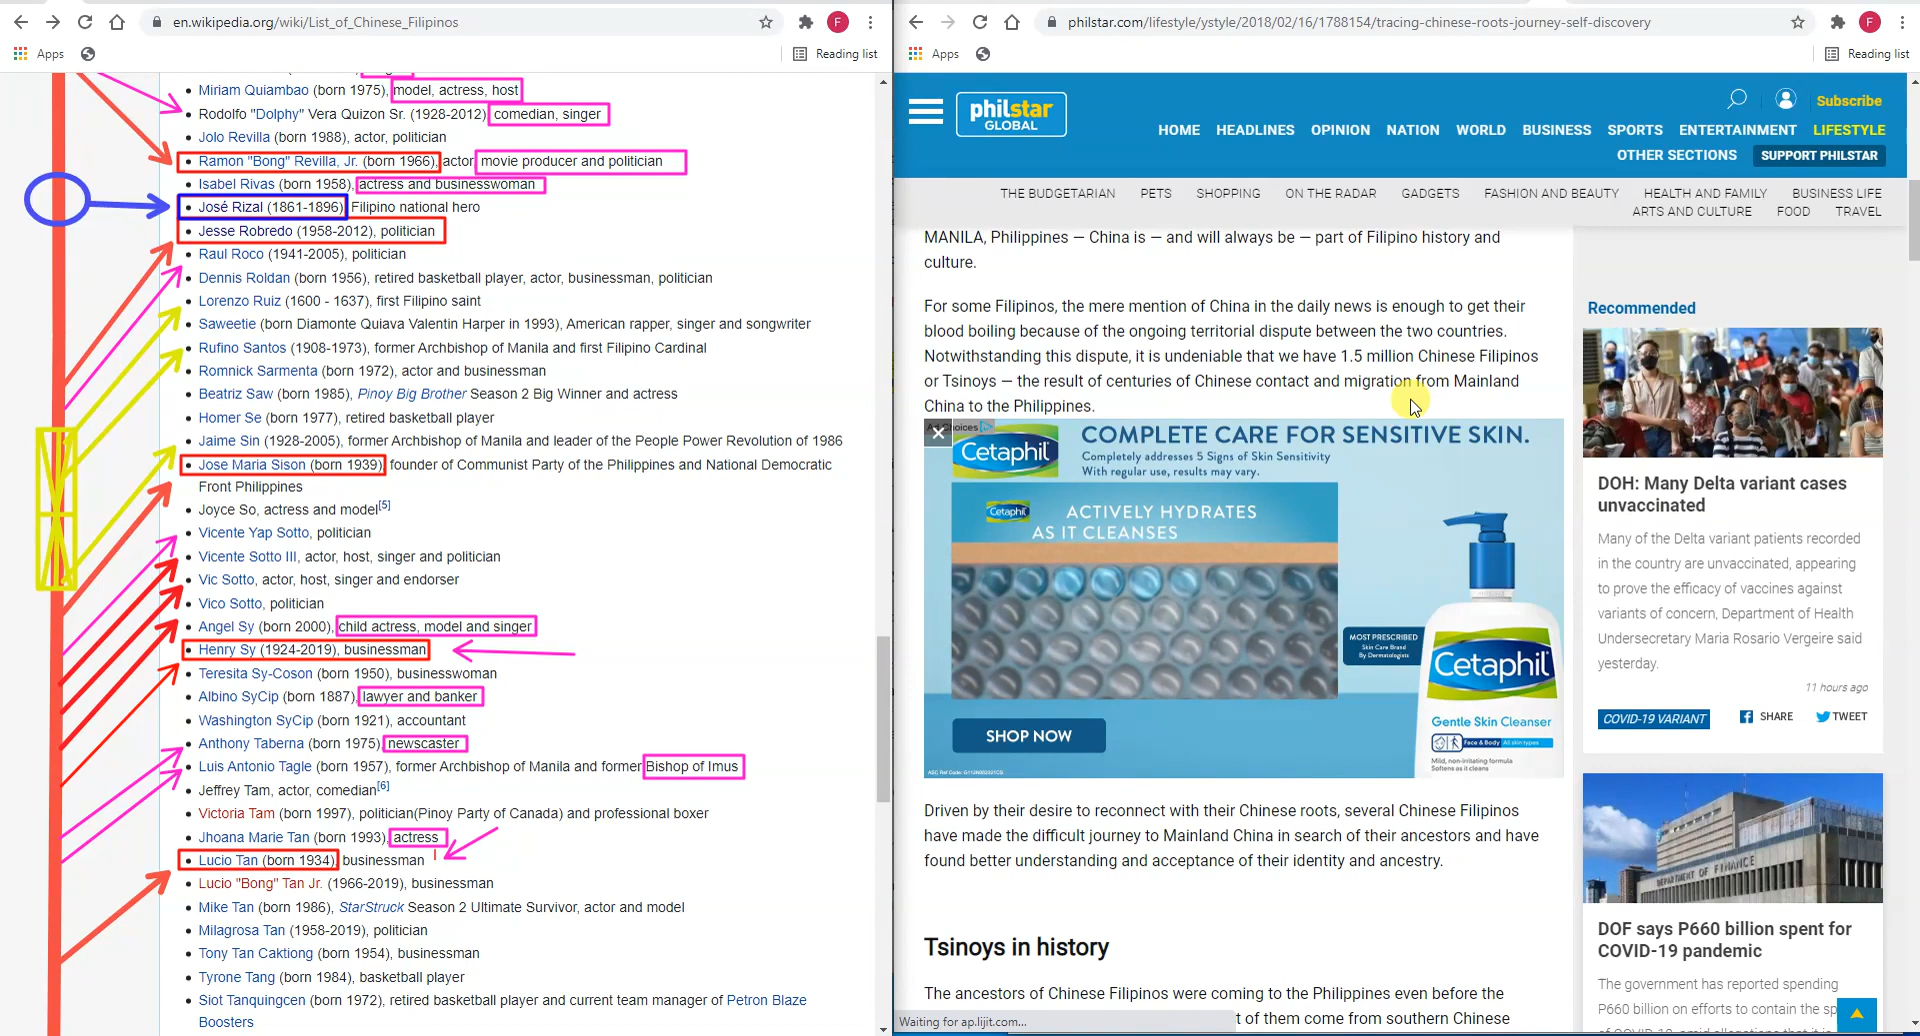 en.wikipedia.org/wiki/List_of_Chinese_Filipinos
F
Apps
Reading list
Miriam Quiambao (born 1975), model, actress, host
Rodolfo "Dolphy" Vera Quizon Sr. (1928-2012) comedian, singer
Jolo Revilla (born 1988), actor, politician
Ramon "Bong" Revilla, Jr. (born 1966), actor movie producer and politician
Isabel Rivas (born 1958), actress and businesswoman
José Rizal (1861-1896) Filipino national hero
Jesse Robredo (1958-2012), politician
Raul Roco (1941-2005), politician
Dennis Roldan (born 1956), retired basketball player, actor, businessman, politician
Lorenzo Ruiz (1600 - 1637), first Filipino saint
Saweetie (born Diamonte Quiava Valentin Harper in 1993), American rapper, singer and songwriter
Rufino Santos (1908-1973), former Archbishop of Manila and first Filipino Cardinal
Romnick Sarmenta (born 1972), actor and businessman
Beatriz Saw (born 1985), Pinoy Big Brother Season 2 Big Winner and actress
Homer Se (born 1977), retired basketball player
Jaime Sin (1928-2005), former Archbishop of Manila and leader of the People Power Revolution of 1986
Jose Maria Sison (born 1939), founder of Communist Party of the Philippines and National Democratic
Front Philippines
Joyce So, actress and model[5]
Vicente Yap Sotto, politician
Vicente Sotto III, actor, host, singer and politician
Vic Sotto, actor, host, singer and endorser
Vico Sotto, politician
Angel Sy (born 2000), child actress, model and singer
Henry Sy (1924-2019), businessman
Teresita Sy-Coson (born 1950), businesswoman
Albino SyCip (born 1887), lawyer and banker
Washington SyCip (born 1921), accountant
Anthony Taberna (born 1975), newscaster
Luis Antonio Tagle (born 1957), former Archbishop of Manila and former Bishop of Imus
Jeffrey Tam, actor, comedian[6]
Victoria Tam (born 1997), politician(Pinoy Party of Canada) and professional boxer
Jhoana Marie Tan (born 1993), actress
Lucio Tan (born 1934), businessman
Lucio "Bong" Tan Jr. (1966-2019), businessman
Mike Tan (born 1986), StarStruck Season 2 Ultimate Survivor, actor and model
Milagrosa Tan (1958-2019), politician
Tony Tan Caktiong (born 1954), businessman
Tyrone Tang (born 1984), basketball player
Siot Tanquingcen (born 1972), retired basketball player and current team manager of Petron Blaze
Boosters
philstar.com/lifestyle/ystyle/2018/02/16/1788154/tracing-chinese-roots-journey-self-discovery
F
Apps
Reading list
philstar
GLOBAL
Subscribe
HOME HEADLINES OPINION NATION WORLD BUSINESS SPORTS ENTERTAINMENT LIFESTYLE
OTHER SECTIONS SUPPORT PHILSTAR
THE BUDGETARIAN PETS SHOPPING ON THE RADAR GADGETS FASHION AND BEAUTY HEALTH AND FAMILY BUSINESS LIFE
ARTS AND CULTURE FOOD TRAVEL
MANILA, Philippines — China is — and will always be — part of Filipino history and
culture.
For some Filipinos, the mere mention of China in the daily news is enough to get their
blood boiling because of the ongoing territorial dispute between the two countries.
Notwithstanding this dispute, it is undeniable that we have 1.5 million Chinese Filipinos
or Tsinoys — the result of centuries of Chinese contact and migration from Mainland
China to the Philippines.
Choices
Cetaphil
COMPLETE CARE FOR SENSITIVE SKIN.
Completely addresses 5 Signs of Skin Sensitivity
With regular use, results may vary.
Cetaphil
ACTIVELY HYDRATES
AS IT CLEANSES
MOST PRESCRIBED
Skin Care Brand
By Dermatologists
Cetaphil
Gentle Skin Cleanser
Face & Body All skin types
Mild, non-irritating formula
Softens as it cleans
SHOP NOW
Driven by their desire to reconnect with their Chinese roots, several Chinese Filipinos
have made the difficult journey to Mainland China in search of their ancestors and have
found better understanding and acceptance of their identity and ancestry.
Tsinoys in history
The ancestors of Chinese Filipinos were coming to the Philippines even before the
t of them come from southern Chinese
Waiting for ap.lijit.com...
Recommended
DOH: Many Delta variant cases
unvaccinated
Many of the Delta variant patients recorded
in the country are unvaccinated, appearing
to prove the efficacy of vaccines against
variants of concern, Department of Health
Undersecretary Maria Rosario Vergeire said
yesterday.
11 hours ago
COVID-19 VARIANT SHARE TWEET
DEPARTMENT OF FINANCE
DOF says P660 billion spent for
COVID-19 pandemic
The government has reported spending
P660 billion on efforts to contain the sp